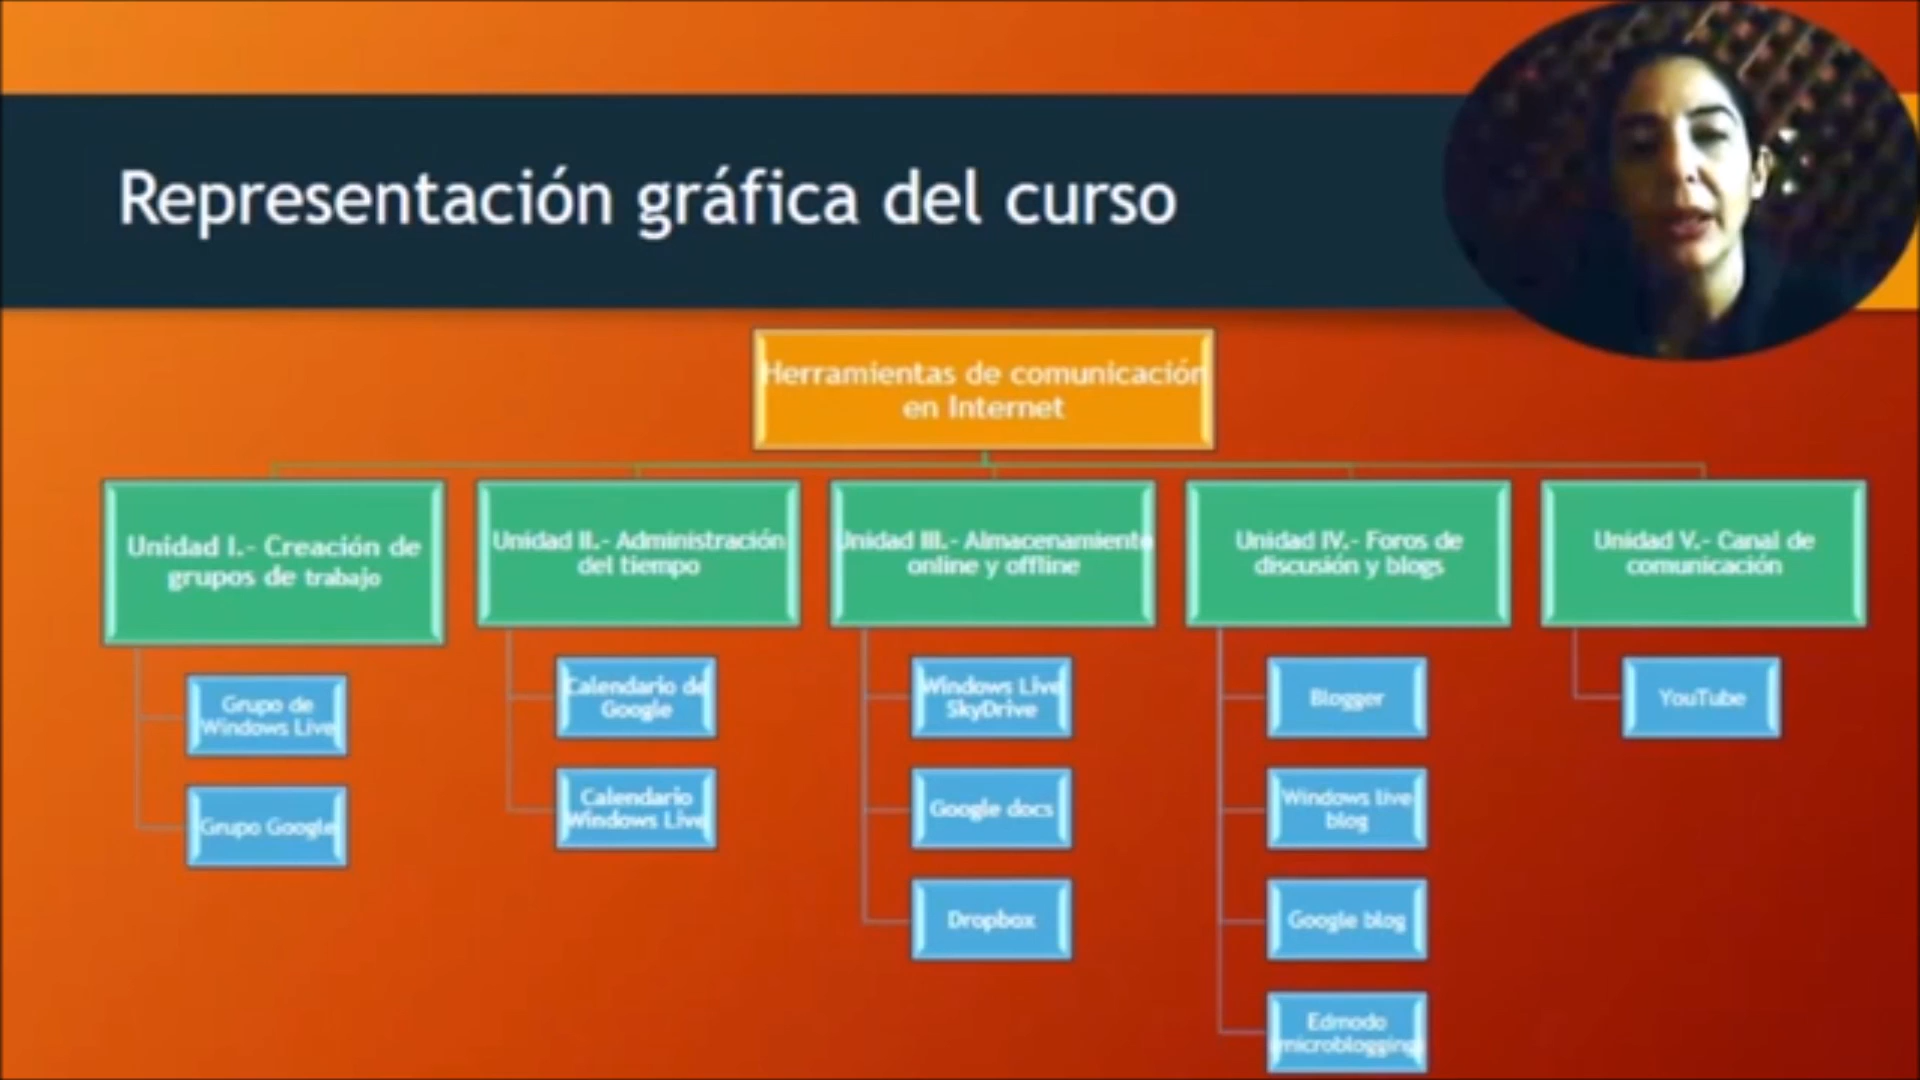 Representación gráfica del curso
Herramientas de comunicación
en Internet
Unidad I.- Creación de
grupos de trabajo
Unidad II.- Administración
del tiempo
Unidad III.- Almacenamiento
online y offline
Unidad IV.- Foros de
discusión y blogs
Unidad V.- Canal de
comunicación
Grupo de
Windows Live
Grupo Google
Calendario de
Google
Calendario
Windows Live
Windows Live
SkyDrive
Google docs
Dropbox
Blogger
Windows live
blog
Google blog
Edmodo
microblogging
YouTube